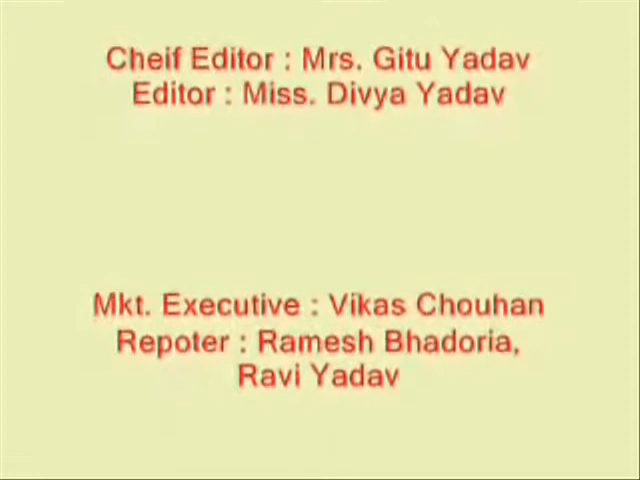 Cheif Editor : Mrs. Gitu Yadav
Editor : Miss. Divya Yadav
Mkt. Executive : Vikas Chouhan
Repoter : Ramesh Bhadoria,
Ravi Yadav